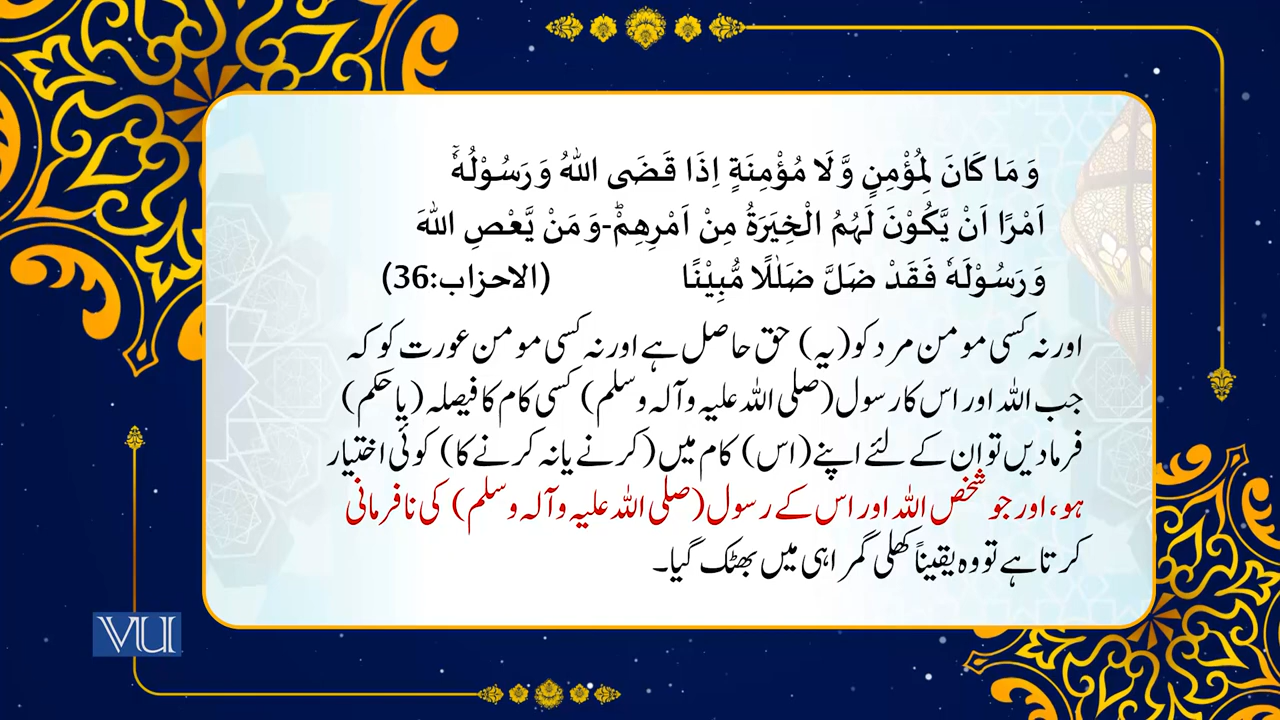 وَ مَا كَانَ لِمُؤْمِنٍ وَّ لَا مُؤْمِنَةٍ اِذَا قَضَى اللّٰهُ وَ رَسُوْلُهٗۤ
اَمْرًا اَنْ یَّكُوْنَ لَهُمُ الْخِیَرَةُ مِنْ اَمْرِهِمْؕ-وَ مَنْ یَّعْصِ اللّٰهَ
وَ رَسُوْلَهٗ فَقَدْ ضَلَّ ضَلٰلًا مُّبِیْنًا (الاحزاب:36)
اور نہ کسی مومن مرد کو (یہ) حق حاصل ہے اور نہ کسی مومن عورت کو کہ
جب اللہ اور اس کا رسول (صلی اللہ علیہ وآلہ وسلم) کسی کام کا فیصلہ (یا حکم)
فرمادیں تو ان کے لئے اپنے (اس) کام میں (کرنے یا نہ کرنے کا) کوئی اختیار
ہو، اور جو شخص اللہ اور اس کے رسول (صلی اللہ علیہ وآلہ وسلم) کی نافرمانی
کرتا ہے تو وہ یقیناً کھلی گمراہی میں بھٹک گیا۔
VU